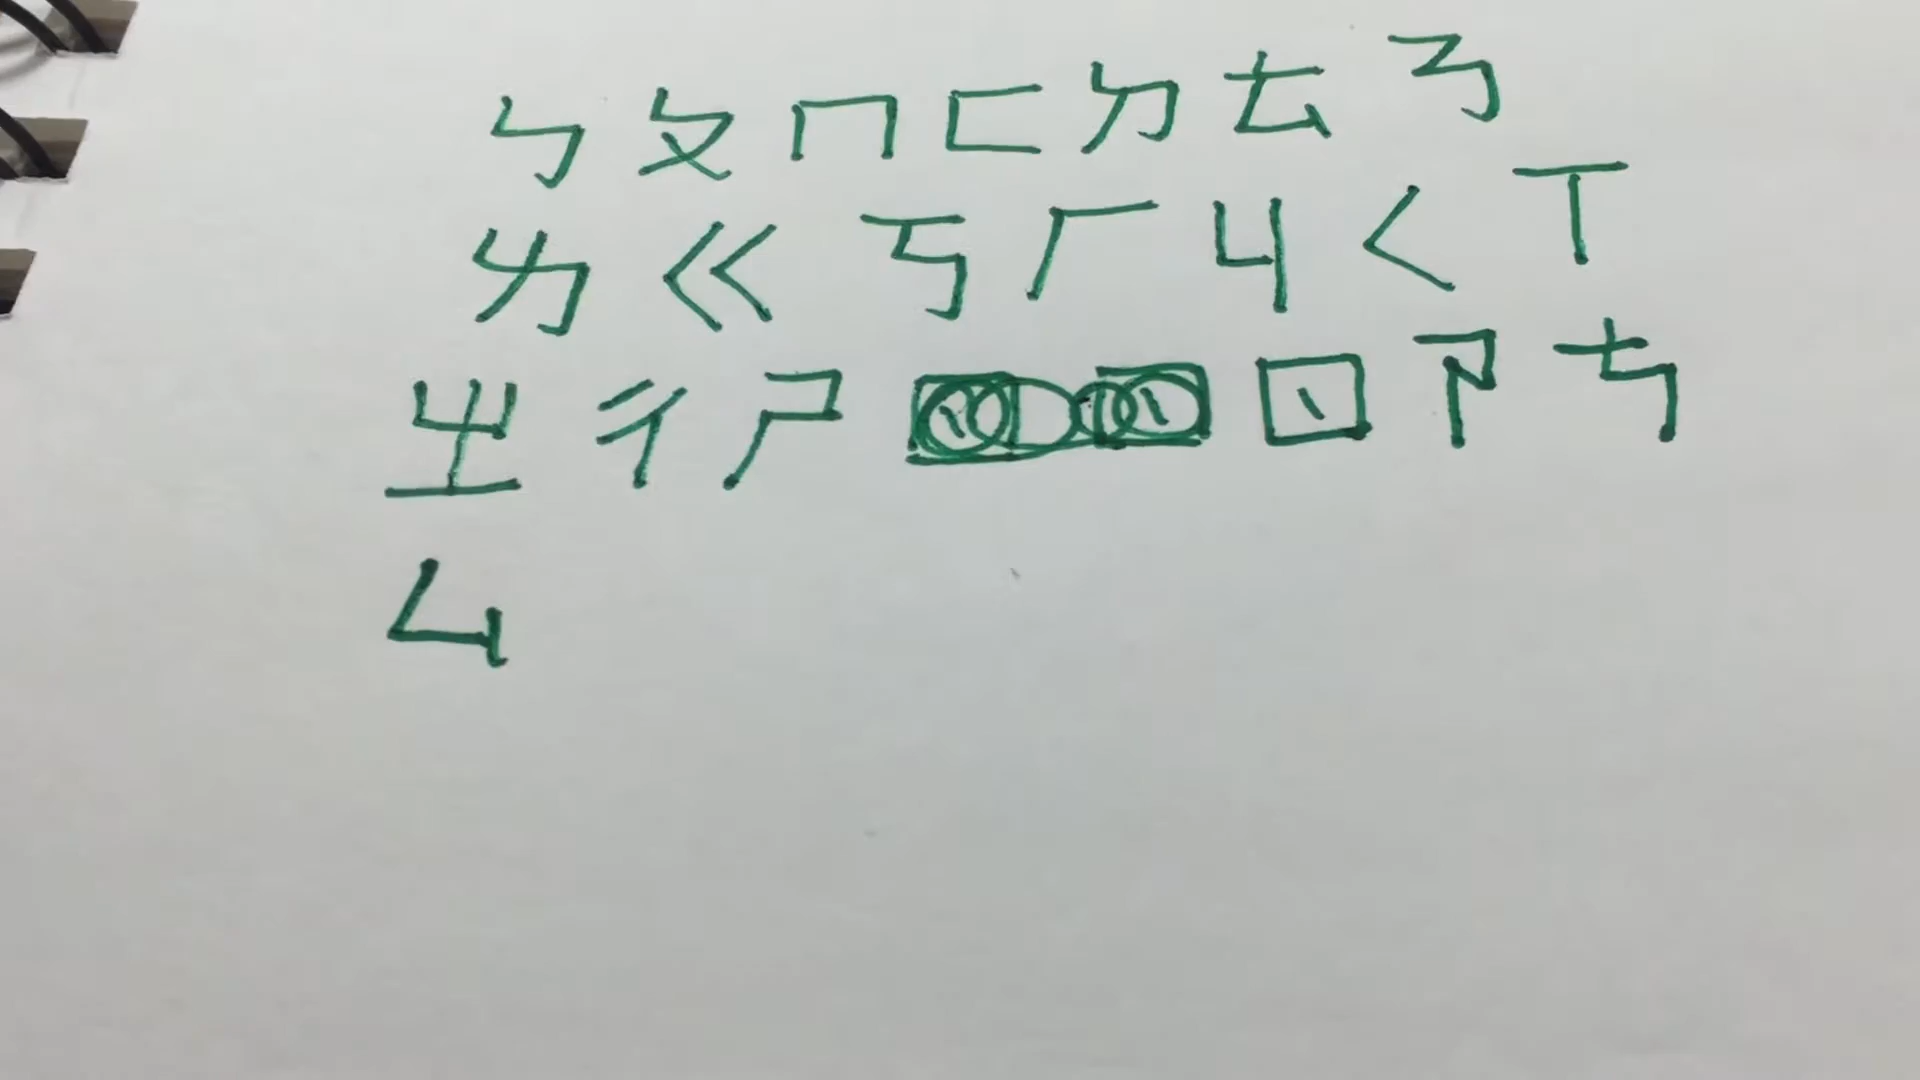 ㄅㄆㄇㄈㄉㄊㄋ
ㄌㄍㄎㄏㄐㄑㄒ
ㄓㄔㄕㄖㄗㄘ
ㄙ